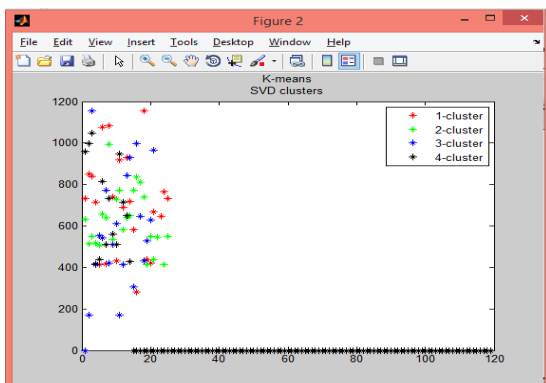 Figure 2
File Edit View Insert Tools Desktop Window Help
K-means
SVD clusters
1200
1000
800
600
400
200
0
0 20 40 60 80 100 120
1-cluster
2-cluster
3-cluster
4-cluster